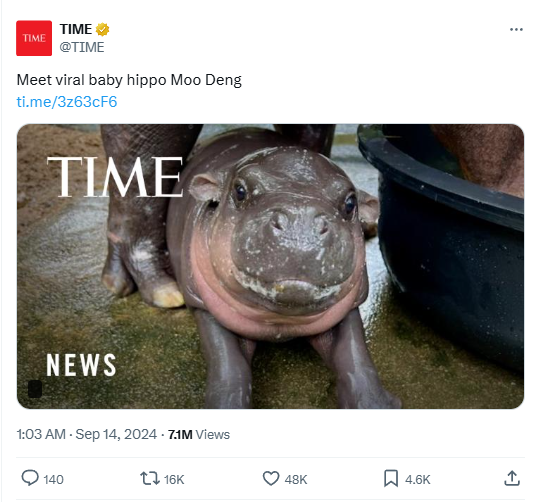 TIME
TIME
@TIME
Meet viral baby hippo Moo Deng
ti.me/3z63cF6
TIME
NEWS
1:03 AM · Sep 14, 2024 · 7.1M Views
140 16K 48K 4.6K